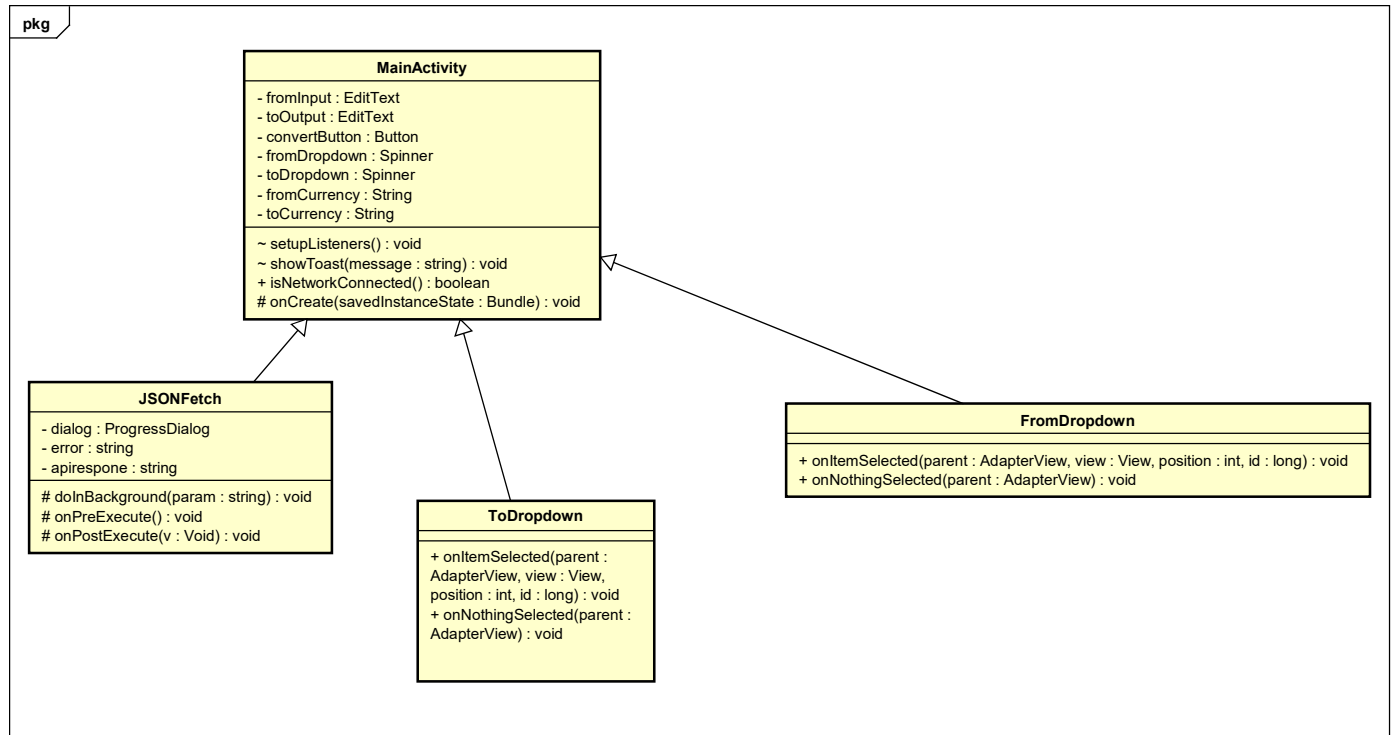 pkg
MainActivity
- fromInput : EditText
- toOutput : EditText
- convertButton : Button
- fromDropdown : Spinner
- toDropdown : Spinner
- fromCurrency : String
- toCurrency : String
~ setupListeners() : void
~ showToast(message : string) : void
+ isNetworkConnected() : boolean
# onCreate(savedInstanceState : Bundle) : void
JSONFetch
- dialog : ProgressDialog
- error : string
- apirespone : string
# doInBackground(param : string) : void
# onPreExecute() : void
# onPostExecute(v : Void) : void
ToDropdown
+ onItemSelected(parent :
AdapterView, view : View,
position : int, id : long) : void
+ onNothingSelected(parent :
AdapterView) : void
FromDropdown
+ onItemSelected(parent : AdapterView, view : View, position : int, id : long) : void
+ onNothingSelected(parent : AdapterView) : void